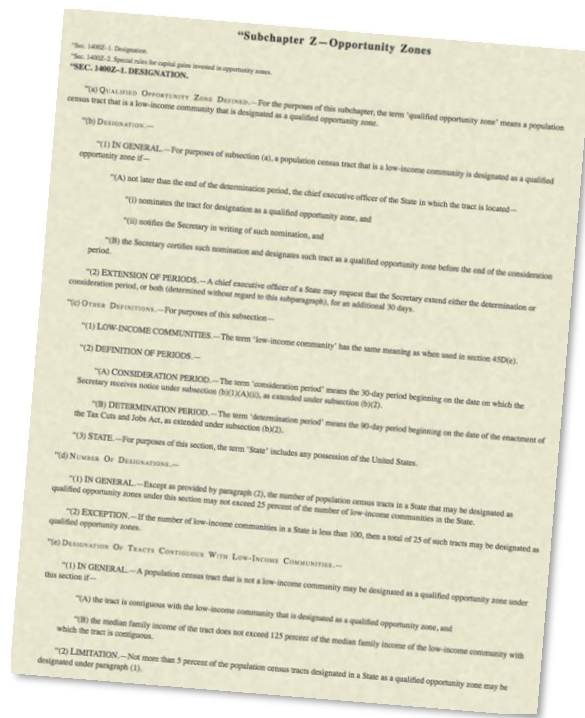 "Subchapter Z—Opportunity Zones
"Sec. 1400Z–1. Designation.
"Sec. 1400Z–2. Special rules for capital gains invested in opportunity zones.
"SEC. 1400Z–1. DESIGNATION.
"(a) QUALIFIED OPPORTUNITY ZONE DEFINED.—For the purposes of this subchapter, the term 'qualified opportunity zone' means a population
census tract that is a low-income community that is designated as a qualified opportunity zone.
"(b) DESIGNATION.—
"(1) IN GENERAL.—For purposes of subsection (a), a population census tract that is a low-income community is designated as a qualified
opportunity zone if—
"(A) not later than the end of the determination period, the chief executive officer of the State in which the tract is located—
"(i) nominates the tract for designation as a qualified opportunity zone, and
"(ii) notifies the Secretary in writing of such nomination, and
"(B) the Secretary certifies such nomination and designates such tract as a qualified opportunity zone before the end of the consideration
period.
"(2) EXTENSION OF PERIODS.—A chief executive officer of a State may request that the Secretary extend either the determination or
consideration period, or both (determined without regard to this subparagraph), for an additional 30 days.
"(c) OTHER DEFINITIONS.—For purposes of this subsection—
"(1) LOW-INCOME COMMUNITIES.—The term 'low-income community' has the same meaning as when used in section 45D(e).
"(2) DEFINITION OF PERIODS.—
"(A) CONSIDERATION PERIOD.—The term 'consideration period' means the 30-day period beginning on the date on which the
Secretary receives notice under subsection (b)(1)(A)(ii), as extended under subsection (b)(2).
"(B) DETERMINATION PERIOD.—The term 'determination period' means the 90-day period beginning on the date of the enactment of
the Tax Cuts and Jobs Act, as extended under subsection (b)(2).
"(3) STATE.—For purposes of this section, the term 'State' includes any possession of the United States.
"(d) NUMBER OF DESIGNATIONS.—
"(1) IN GENERAL.—Except as provided by paragraph (2), the number of population census tracts in a State that may be designated as
qualified opportunity zones under this section may not exceed 25 percent of the number of low-income communities in the State.
"(2) EXCEPTION.—If the number of low-income communities in a State is less than 100, then a total of 25 of such tracts may be designated as
qualified opportunity zones.
"(e) DESIGNATION OF TRACTS CONTIGUOUS WITH LOW-INCOME COMMUNITIES.—
"(1) IN GENERAL.—A population census tract that is not a low-income community may be designated as a qualified opportunity zone under
this section if—
"(A) the tract is contiguous with the low-income community that is designated as a qualified opportunity zone, and
"(B) the median family income of the tract does not exceed 125 percent of the median family income of the low-income community with
which the tract is contiguous.
"(2) LIMITATION.—Not more than 5 percent of the population census tracts designated in a State as a qualified opportunity zone may be
designated under paragraph (1).